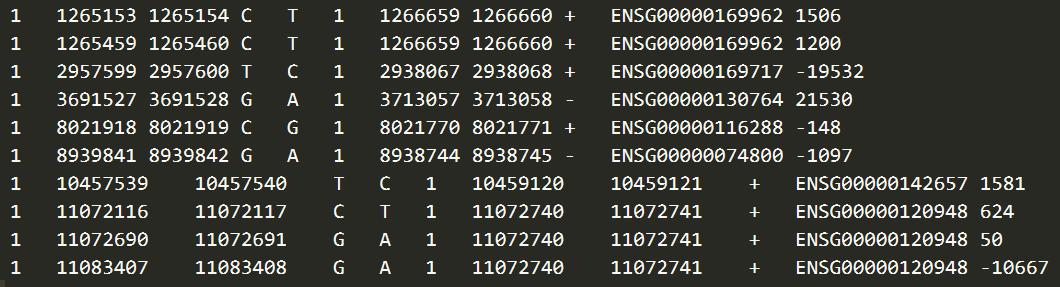 1 1265153 1265154 C T 1 1266659 1266660 + ENSG00000169962 1506
1 1265459 1265460 C T 1 1266659 1266660 + ENSG00000169962 1200
1 2957599 2957600 T C 1 2938067 2938068 + ENSG00000169717 -19532
1 3691527 3691528 G A 1 3713057 3713058 - ENSG00000130764 21530
1 8021918 8021919 C G 1 8021770 8021771 + ENSG00000116288 -148
1 8939841 8939842 G A 1 8938744 8938745 - ENSG00000074800 -1097
1 10457539 10457540 T C 1 10459120 10459121 + ENSG00000142657 1581
1 11072116 11072117 C T 1 11072740 11072741 + ENSG00000120948 624
1 11072690 11072691 G A 1 11072740 11072741 + ENSG00000120948 50
1 11083407 11083408 G A 1 11072740 11072741 + ENSG00000120948 -10667